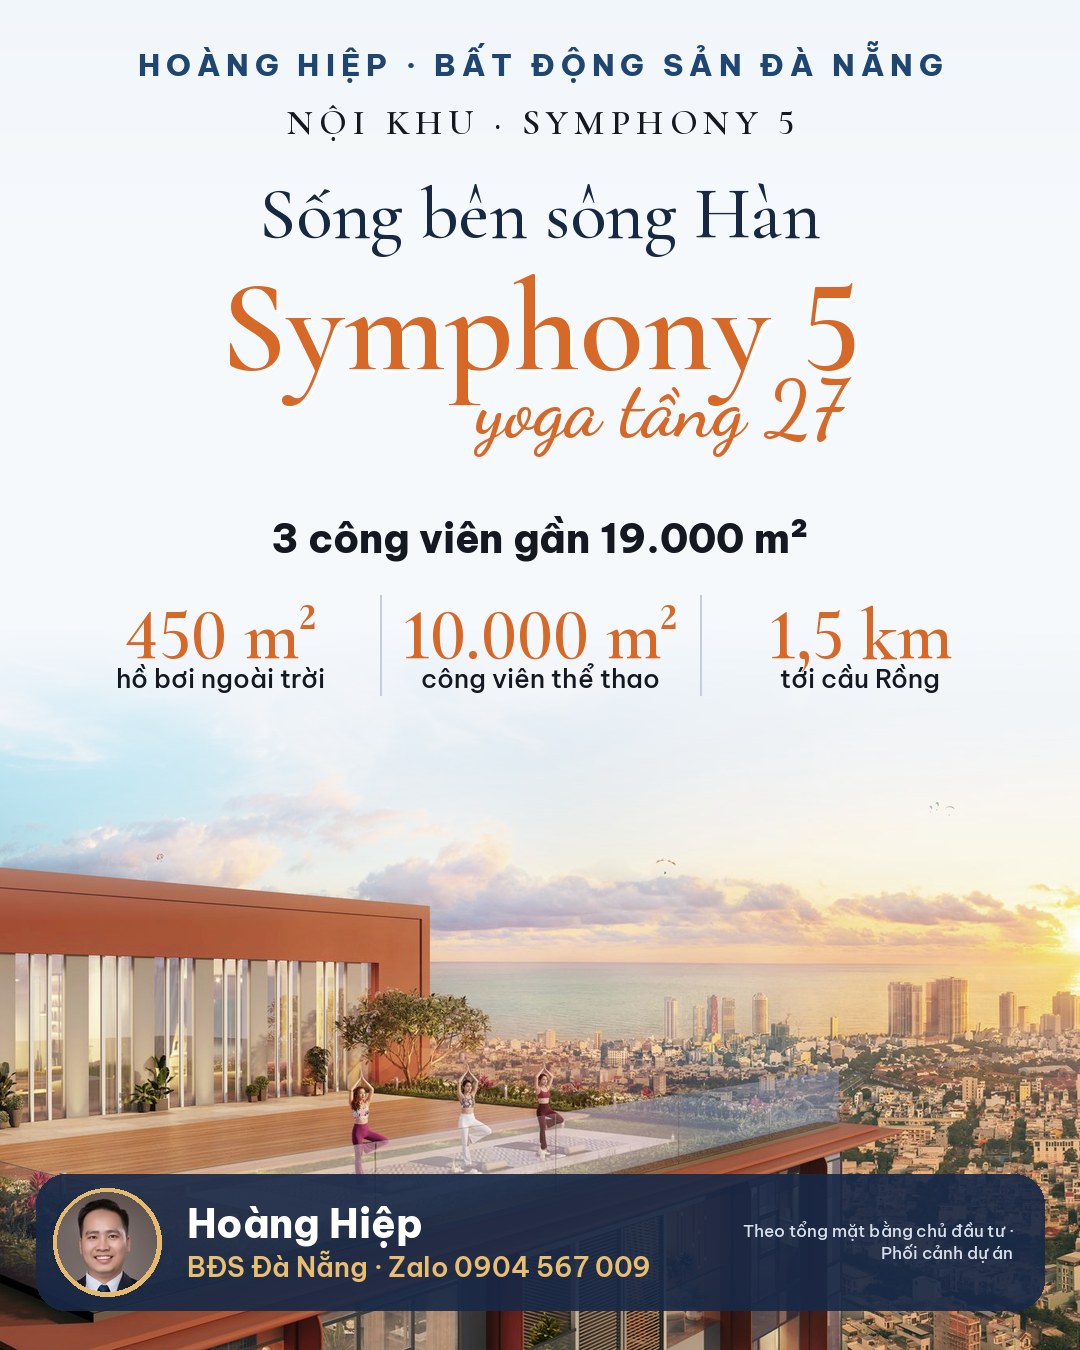 HOÀNG HIỆP · BẤT ĐỘNG SẢN ĐÀ NẴNG
NỘI KHU · SYMPHONY 5
Sống bên sông Hàn
Symphony 5
yoga tầng 27
3 công viên gần 19.000 m²
450 m²
hồ bơi ngoài trời
10.000 m²
công viên thể thao
1,5 km
tới cầu Rồng
Hoàng Hiệp
BĐS Đà Nẵng · Zalo 0904 567 009
Theo tổng mặt bằng chủ đầu tư ·
Phối cảnh dự án